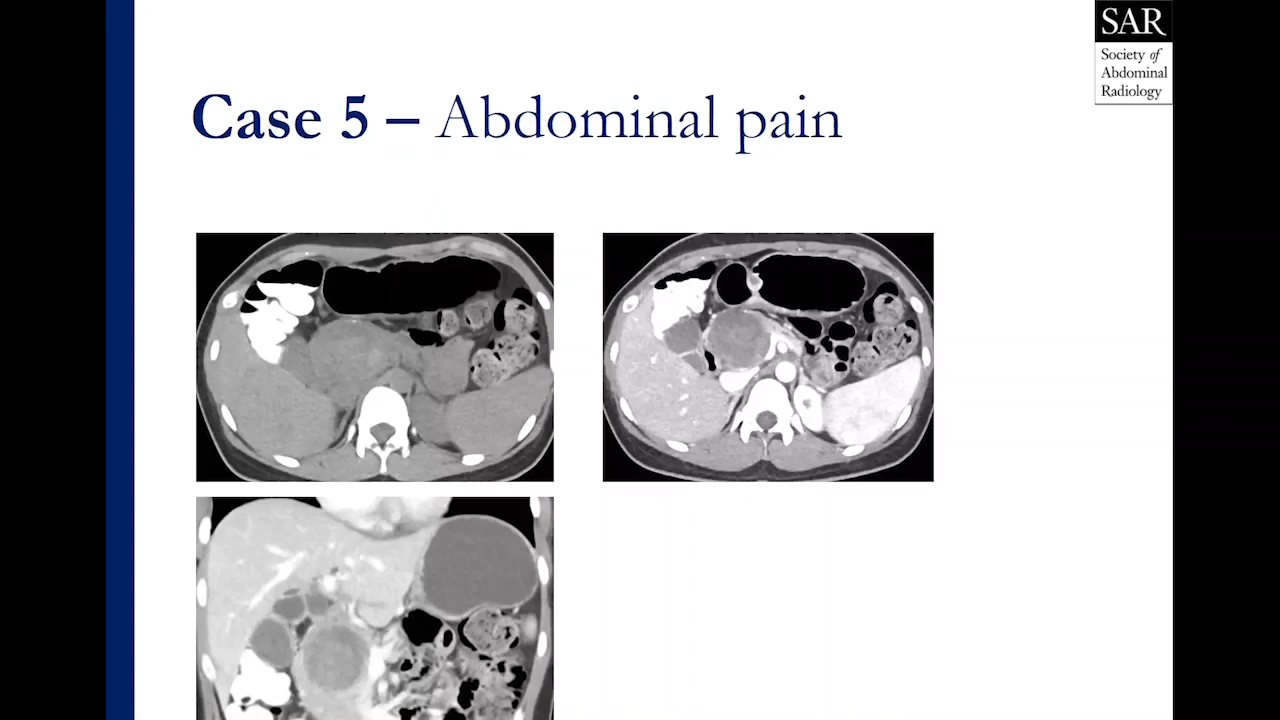 SAR
Society of
Abdominal
Radiology
Case 5 – Abdominal pain